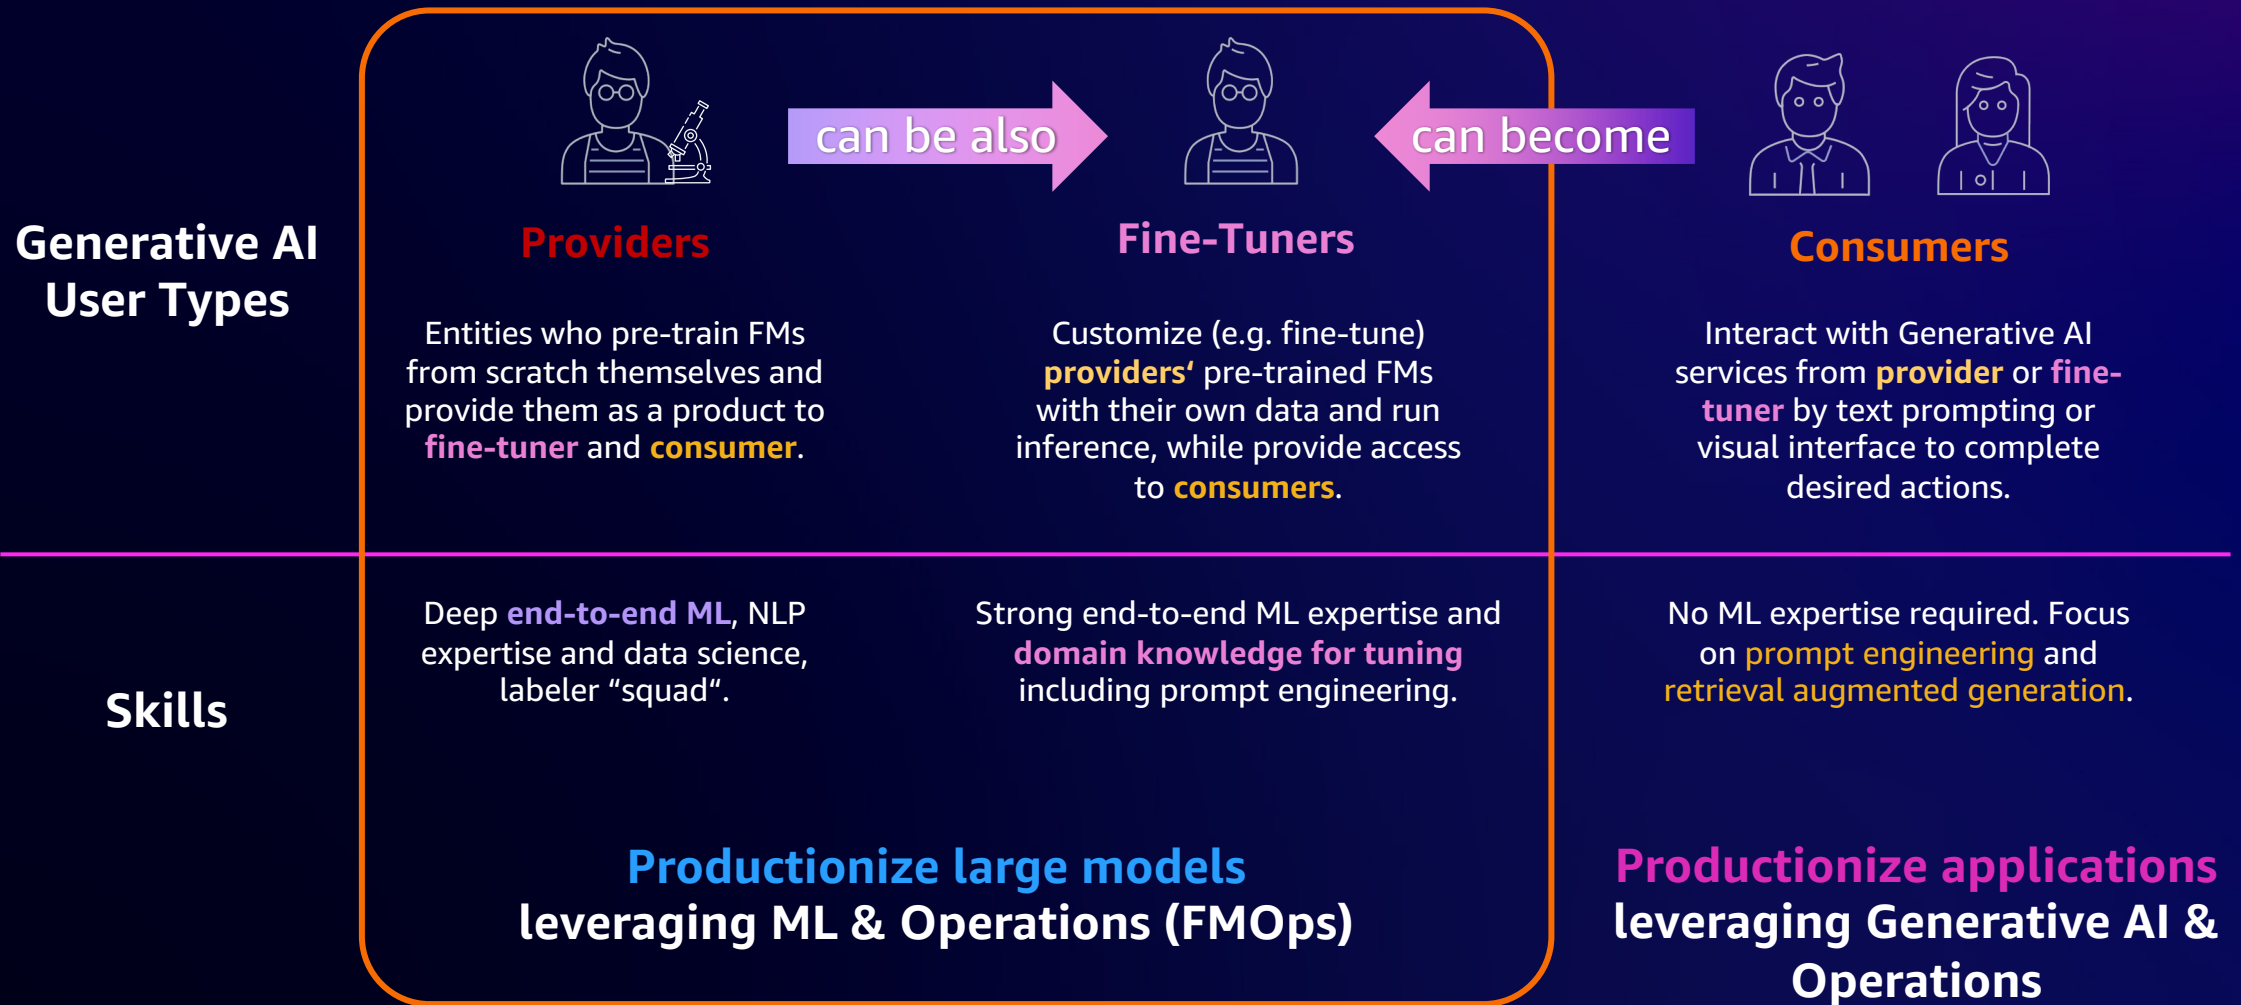 can be also
can become
Generative AI
User Types
Providers
Fine-Tuners
Consumers
Entities who pre-train FMs
from scratch themselves and
provide them as a product to
fine-tuner and consumer.
Customize (e.g. fine-tune)
providers‘ pre-trained FMs
with their own data and run
inference, while provide access
to consumers.
Interact with Generative AI
services from provider or fine-
tuner by text prompting or
visual interface to complete
desired actions.
Skills
Deep end-to-end ML, NLP
expertise and data science,
labeler “squad“.
Strong end-to-end ML expertise and
domain knowledge for tuning
including prompt engineering.
No ML expertise required. Focus
on prompt engineering and
retrieval augmented generation.
Productionize large models
leveraging ML & Operations (FMOps)
Productionize applications
leveraging Generative AI &
Operations